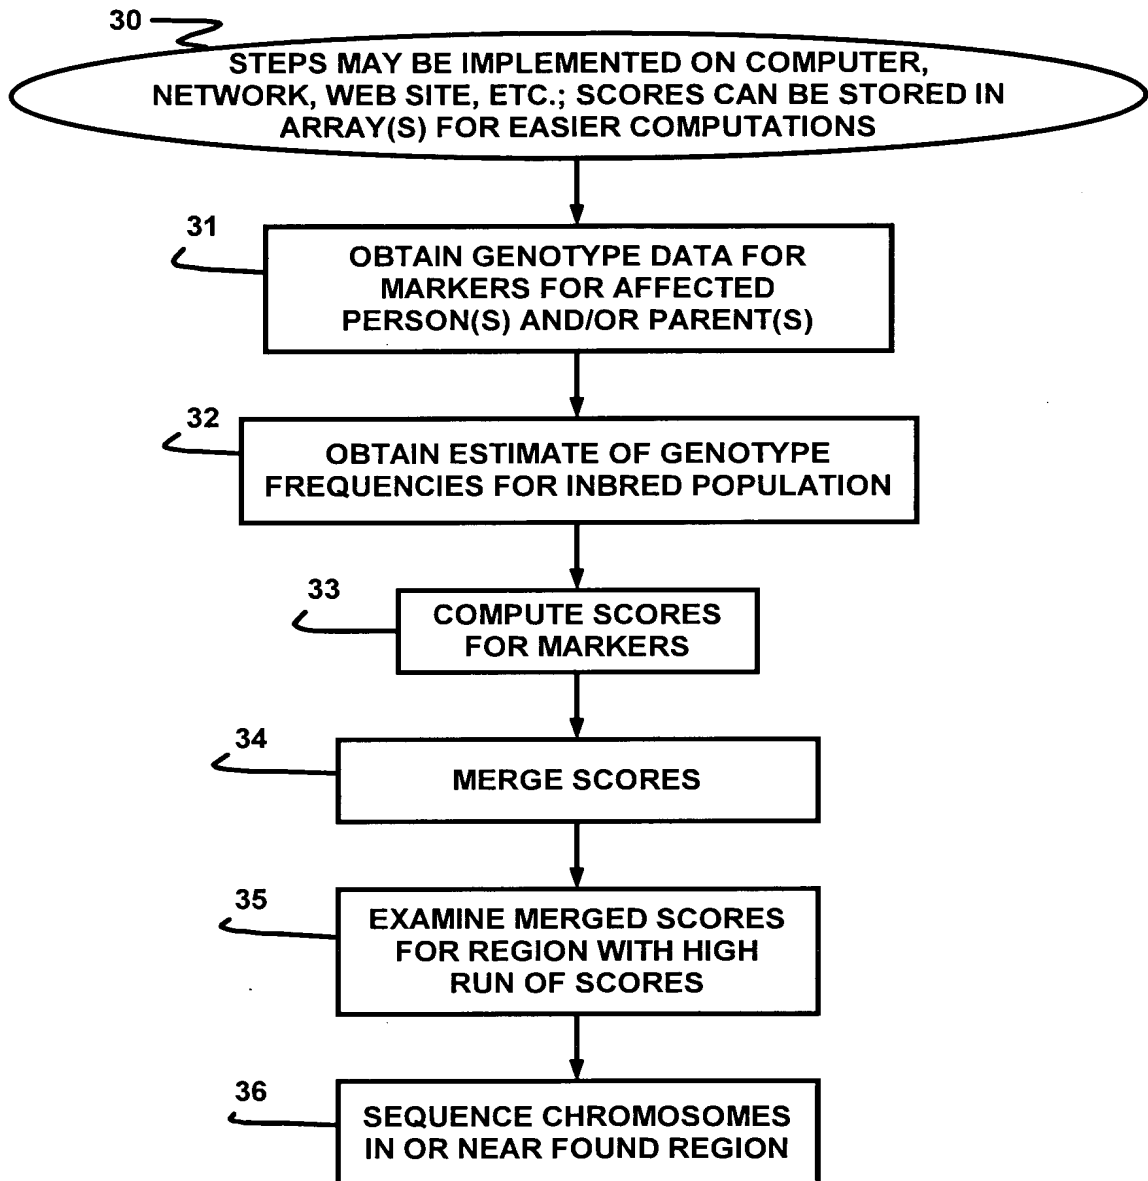 30
STEPS MAY BE IMPLEMENTED ON COMPUTER,
NETWORK, WEB SITE, ETC.; SCORES CAN BE STORED IN
ARRAY(S) FOR EASIER COMPUTATIONS
31
OBTAIN GENOTYPE DATA FOR
MARKERS FOR AFFECTED
PERSON(S) AND/OR PARENT(S)
32
OBTAIN ESTIMATE OF GENOTYPE
FREQUENCIES FOR INBRED POPULATION
33
COMPUTE SCORES
FOR MARKERS
34
MERGE SCORES
35
EXAMINE MERGED SCORES
FOR REGION WITH HIGH
RUN OF SCORES
36
SEQUENCE CHROMOSOMES
IN OR NEAR FOUND REGION